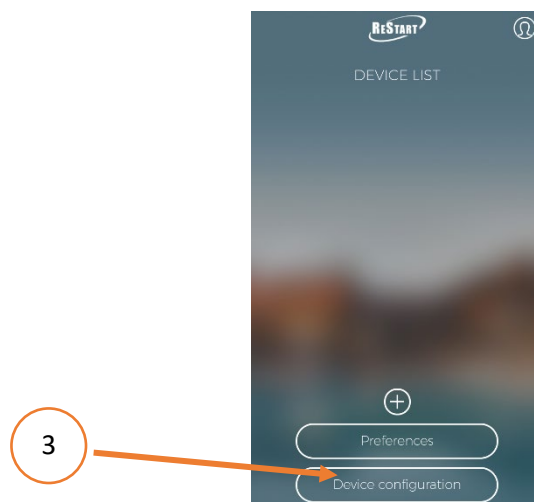 ReStart
DEVICE LIST
Preferences
3
Device configuration